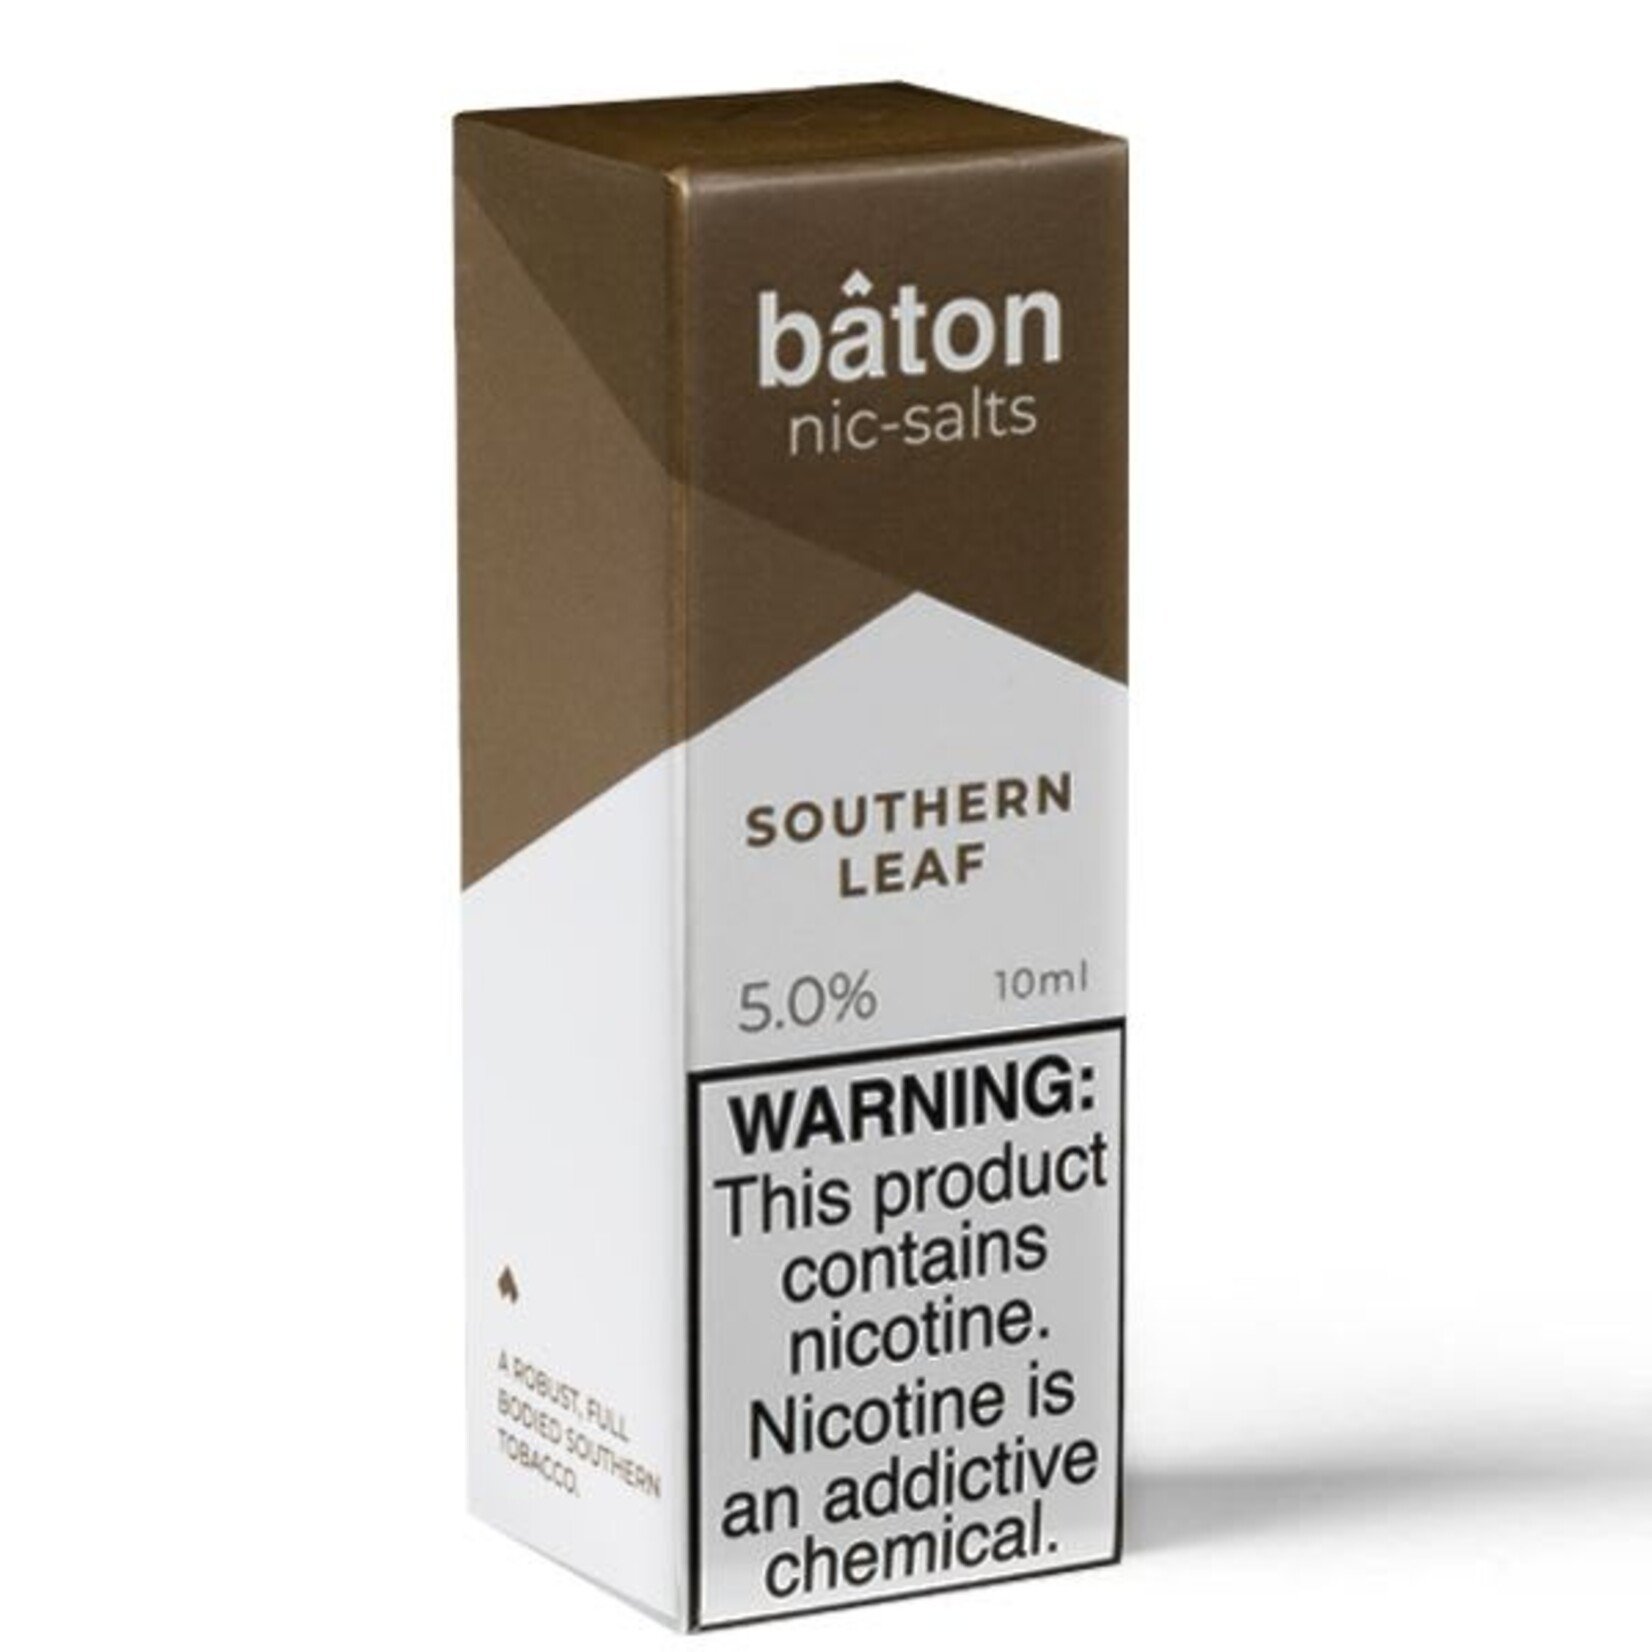 bâton
nic-salts
SOUTHERN
LEAF
5.0% 10ml
WARNING:
This product
contains
nicotine.
Nicotine is
an addictive
chemical.
A ROBUST, FULL
BODIED SOUTHERN
TOBACCO.